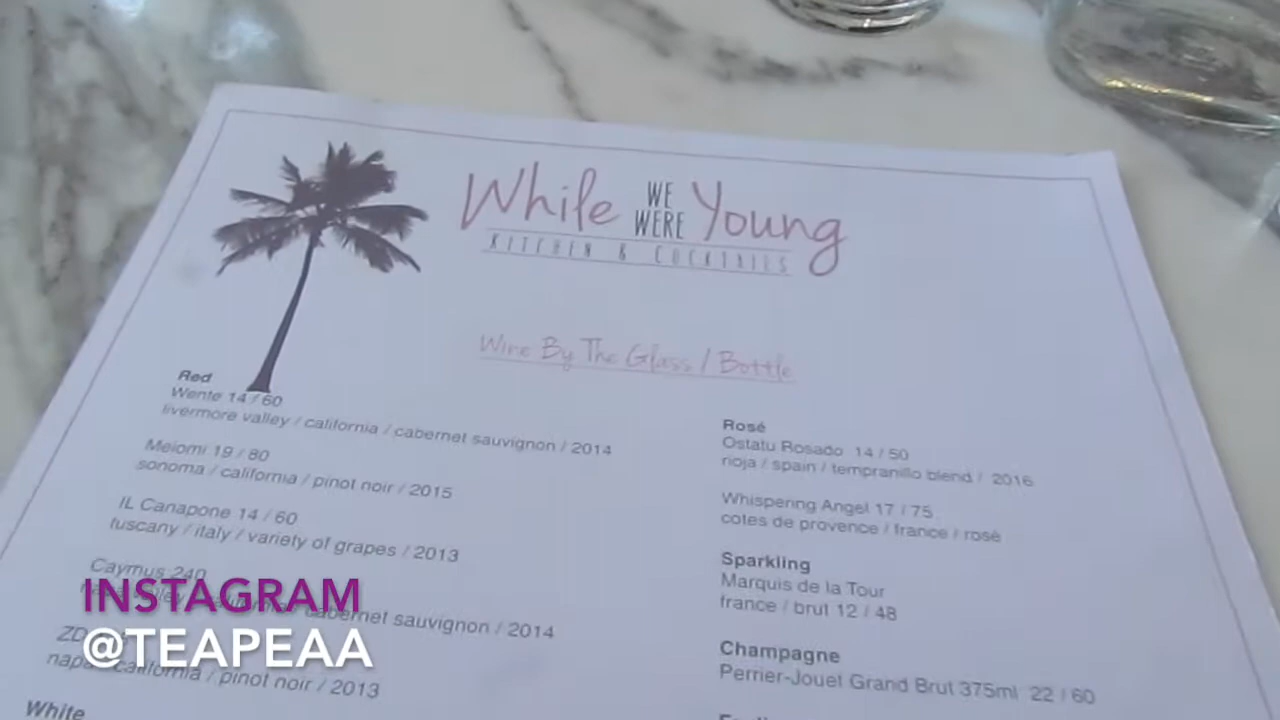 While WE WERE Young
KITCHEN & COCKTAILS
Wine By The Glass / Bottle
Red
Wente 14 / 60
livermore valley / california / cabernet sauvignon / 2014
Meiomi 19 / 80
sonoma / california / pinot noir / 2015
IL Canapone 14 / 60
tuscany / italy / variety of grapes / 2013
Caymus 240
cabernet sauvignon / 2014
ZD
napa / california / pinot noir / 2013
White
Rosé
Ostatu Rosado 14 / 50
rioja / spain / tempranillo blend / 2016
Whispering Angel 17 / 75
cotes de provence / france / rosè
Sparkling
Marquis de la Tour
france / brut 12 / 48
Champagne
Perrier-Jouet Grand Brut 375ml 22 / 60
INSTAGRAM
@TEAPEAA